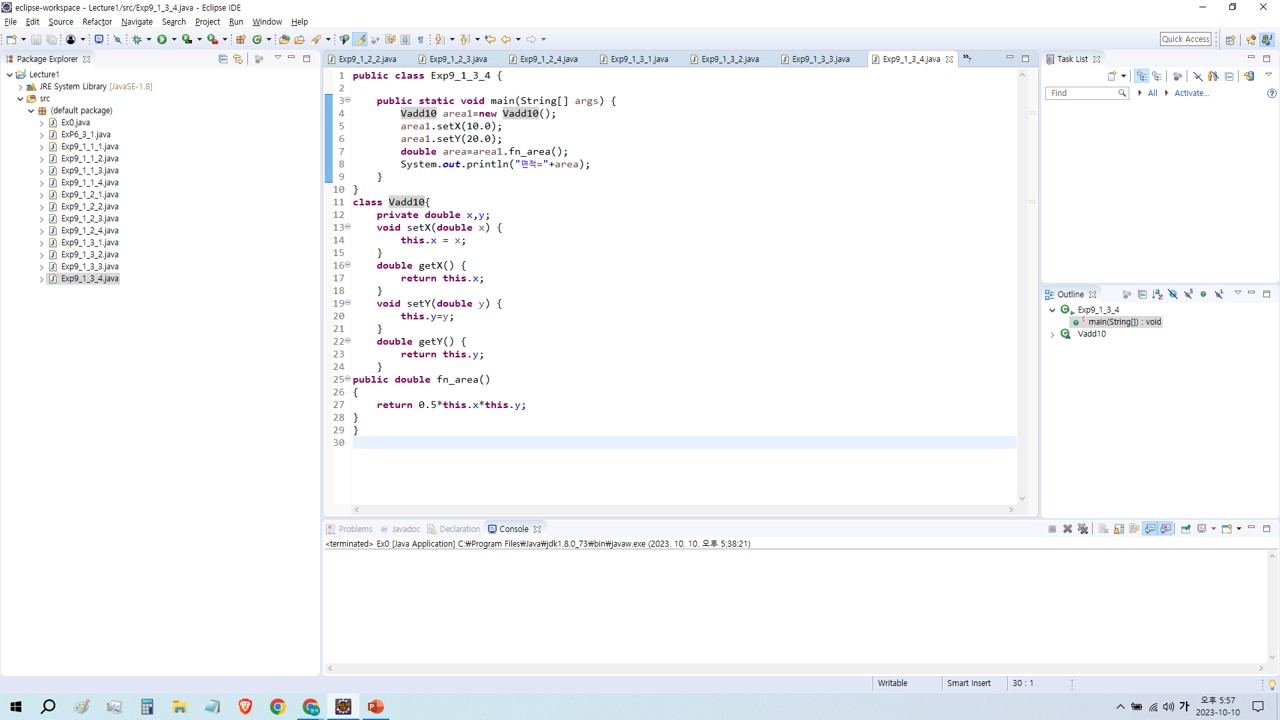 eclipse-workspace - Lecture1/src/Exp9_1_3_4.java - Eclipse IDE
File Edit Source Refactor Navigate Search Project Run Window Help
Quick Access
Package Explorer
Lecture1
JRE System Library [JavaSE-1.8]
src
(default package)
Ex0.java
ExP6_3_1.java
Exp9_1_1_1.java
Exp9_1_1_2.java
Exp9_1_1_3.java
Exp9_1_1_4.java
Exp9_1_2_1.java
Exp9_1_2_2.java
Exp9_1_2_3.java
Exp9_1_2_4.java
Exp9_1_3_1.java
Exp9_1_3_2.java
Exp9_1_3_3.java
Exp9_1_3_4.java
Exp9_1_2_2.java Exp9_1_2_3.java Exp9_1_2_4.java Exp9_1_3_1.java Exp9_1_3_2.java Exp9_1_3_3.java Exp9_1_3_4.java
1 public class Exp9_1_3_4 {
2
3 public static void main(String[] args) {
4 Vadd10 area1=new Vadd10();
5 area1.setX(10.0);
6 area1.setY(20.0);
7 double area=area1.fn_area();
8 System.out.println("면적="+area);
9 }
10 }
11 class Vadd10{
12 private double x,y;
13 void setX(double x) {
14 this.x = x;
15 }
16 double getX() {
17 return this.x;
18 }
19 void setY(double y) {
20 this.y=y;
21 }
22 double getY() {
23 return this.y;
24 }
25 public double fn_area()
26 {
27 return 0.5*this.x*this.y;
28 }
29 }
30
Task List
Find All Activate...
Outline
Exp9_1_3_4
main(String[]) : void
Vadd10
Problems Javadoc Declaration Console
<terminated> Ex0 [Java Application] C:₩Program Files₩Java₩jdk1.8.0_73₩bin₩javaw.exe (2023. 10. 10. 오후 5:38:21)
Writable Smart Insert 30 : 1
가
오후 5:57
2023-10-10